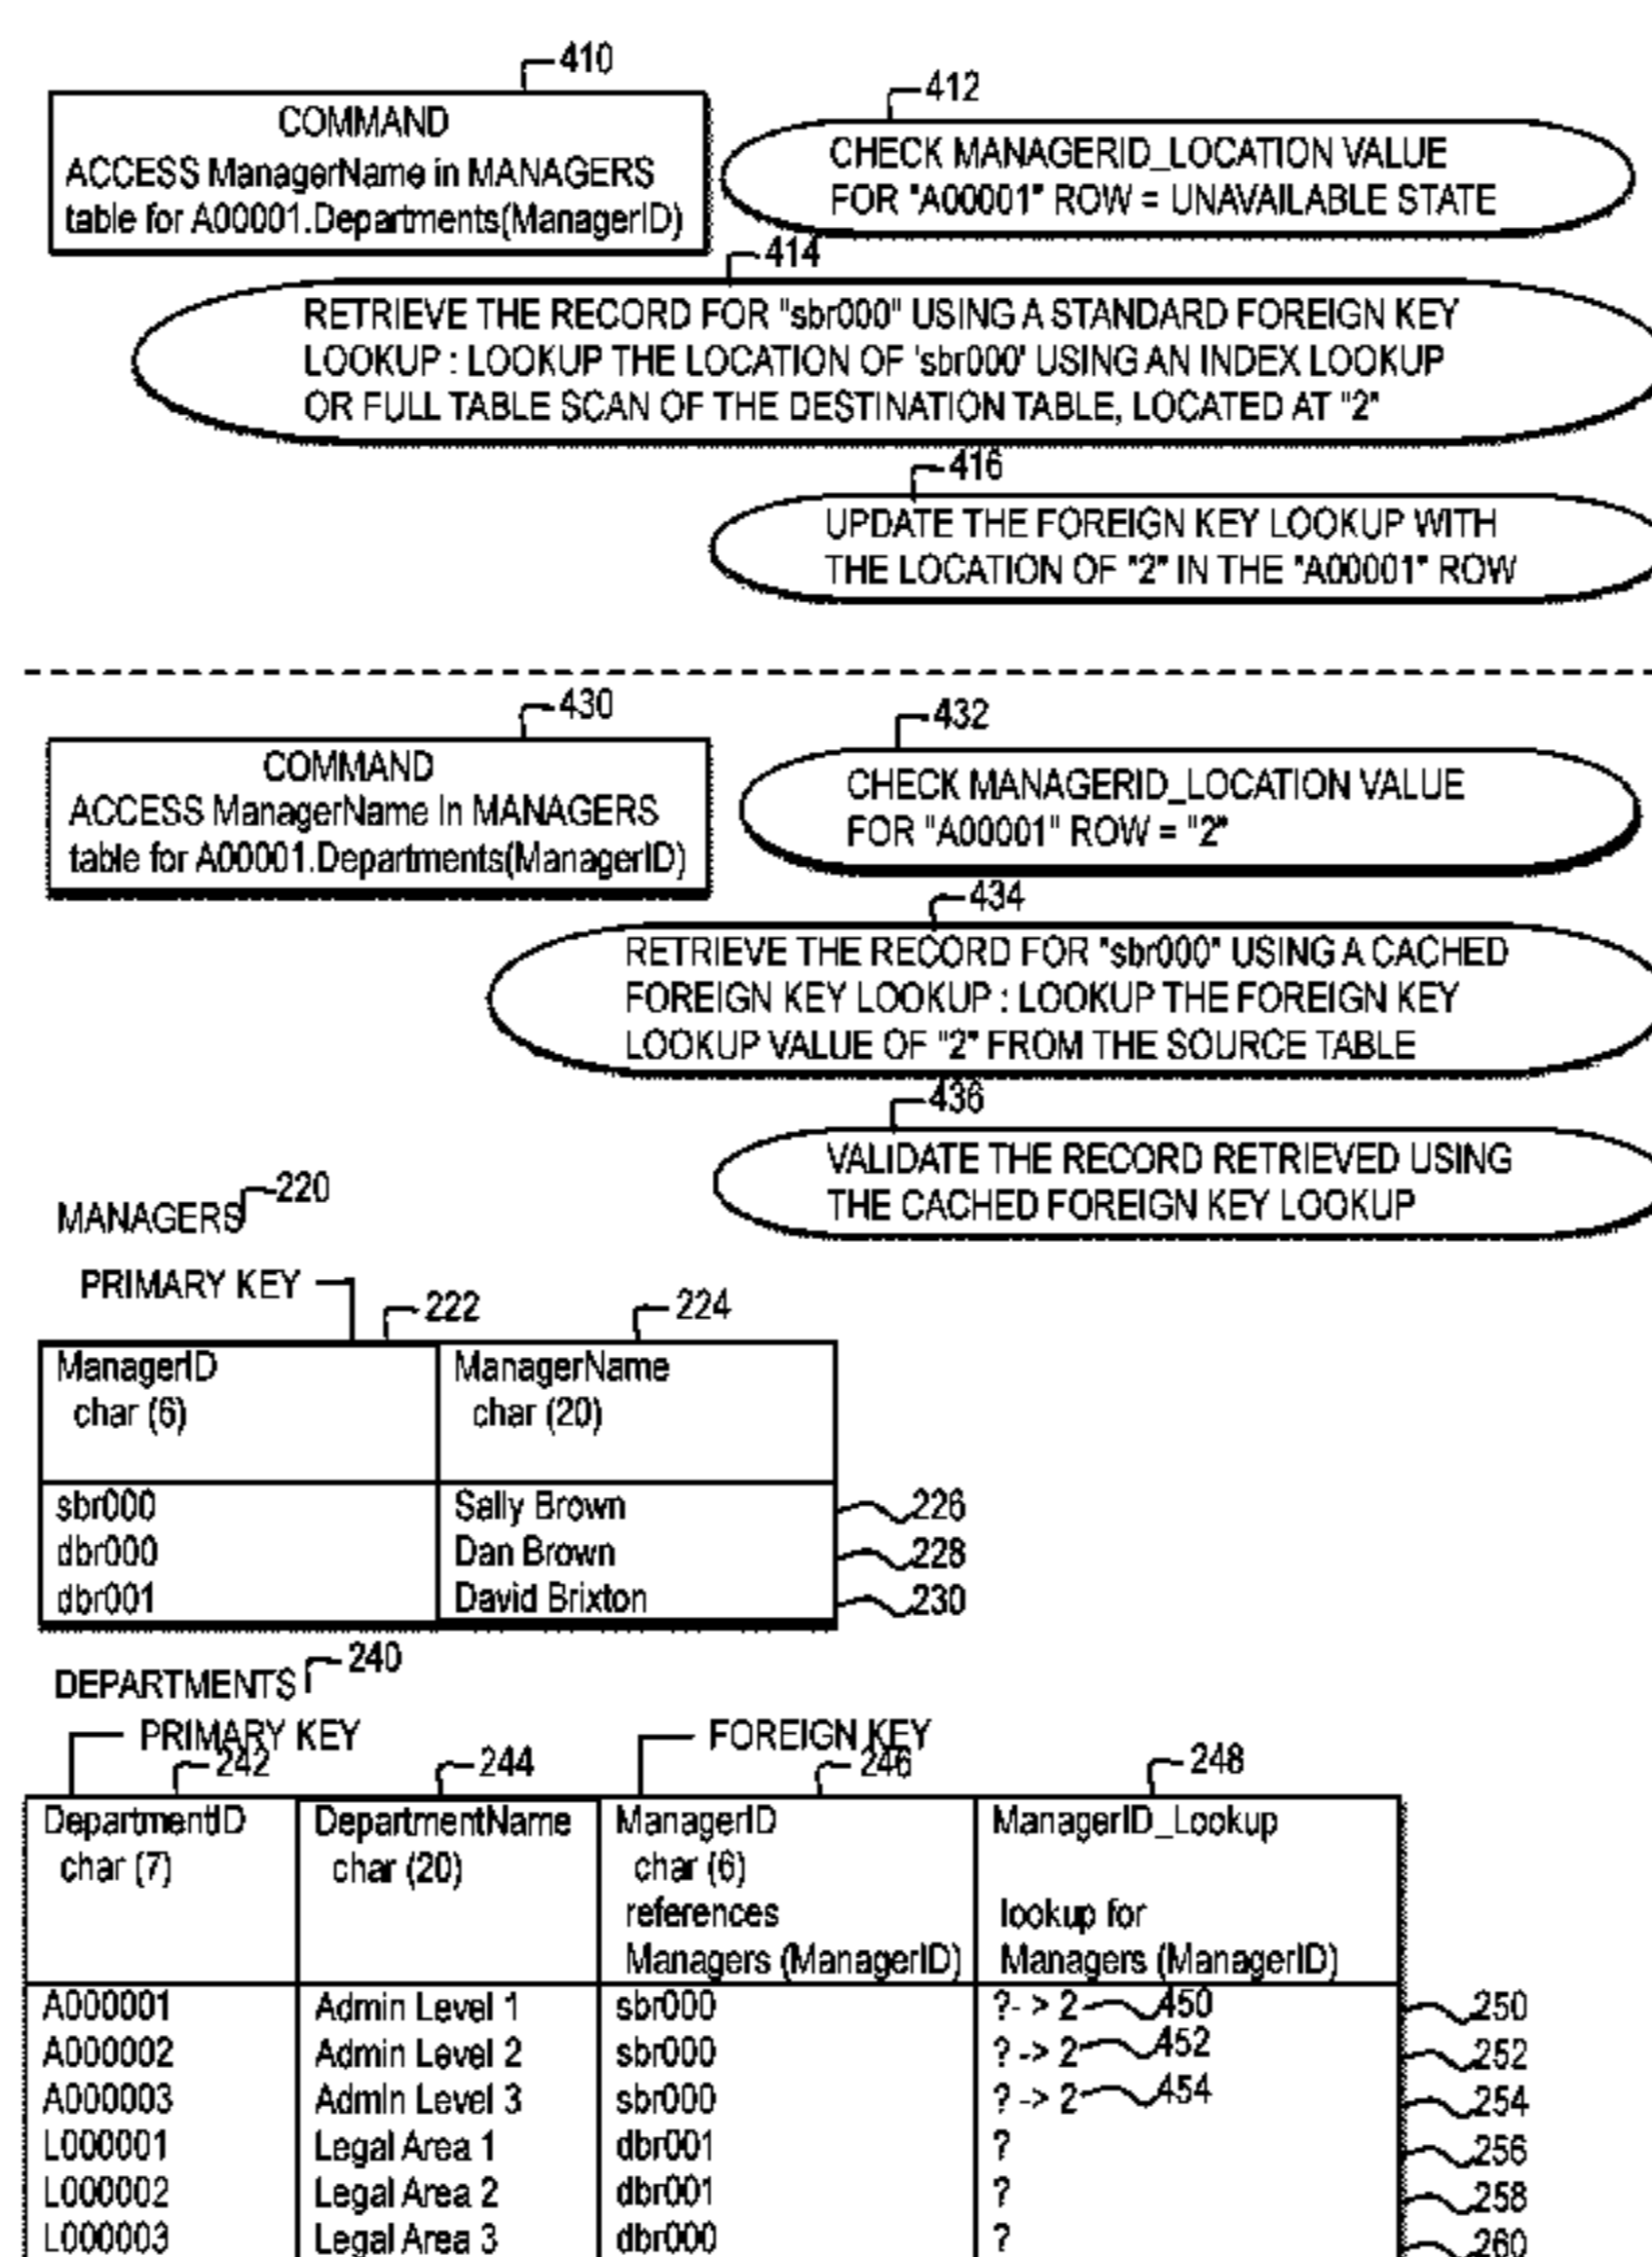 410
COMMAND
ACCESS ManagerName in MANAGERS
table for A00001.Departments(ManagerID)
412
CHECK MANAGERID_LOCATION VALUE
FOR "A00001" ROW = UNAVAILABLE STATE
414
RETRIEVE THE RECORD FOR "sbr000" USING A STANDARD FOREIGN KEY
LOOKUP : LOOKUP THE LOCATION OF 'sbr000' USING AN INDEX LOOKUP
OR FULL TABLE SCAN OF THE DESTINATION TABLE, LOCATED AT "2"
416
UPDATE THE FOREIGN KEY LOOKUP WITH
THE LOCATION OF "2" IN THE "A00001" ROW
430
COMMAND
ACCESS ManagerName In MANAGERS
table for A00001.Departments(ManagerID)
432
CHECK MANAGERID_LOCATION VALUE
FOR "A00001" ROW = "2"
434
RETRIEVE THE RECORD FOR "sbr000" USING A CACHED
FOREIGN KEY LOOKUP : LOOKUP THE FOREIGN KEY
LOOKUP VALUE OF "2" FROM THE SOURCE TABLE
436
VALIDATE THE RECORD RETRIEVED USING
THE CACHED FOREIGN KEY LOOKUP
MANAGERS 220
PRIMARY KEY 222 224
ManagerID ManagerName
char (6) char (20)
sbr000 Sally Brown 226
dbr000 Dan Brown 228
dbr001 David Brixton 230
DEPARTMENTS 240
PRIMARY KEY FOREIGN KEY
242 244 246 248
DepartmentID DepartmentName ManagerID ManagerID_Lookup
char (7) char (20) char (6)
references lookup for
Managers (ManagerID) Managers (ManagerID)
A000001 Admin Level 1 sbr000 ?- > 2 450 250
A000002 Admin Level 2 sbr000 ? -> 2 452 252
A000003 Admin Level 3 sbr000 ? -> 2 454 254
L000001 Legal Area 1 dbr001 ? 256
L000002 Legal Area 2 dbr001 ? 258
L000003 Legal Area 3 dbr000 ? 260